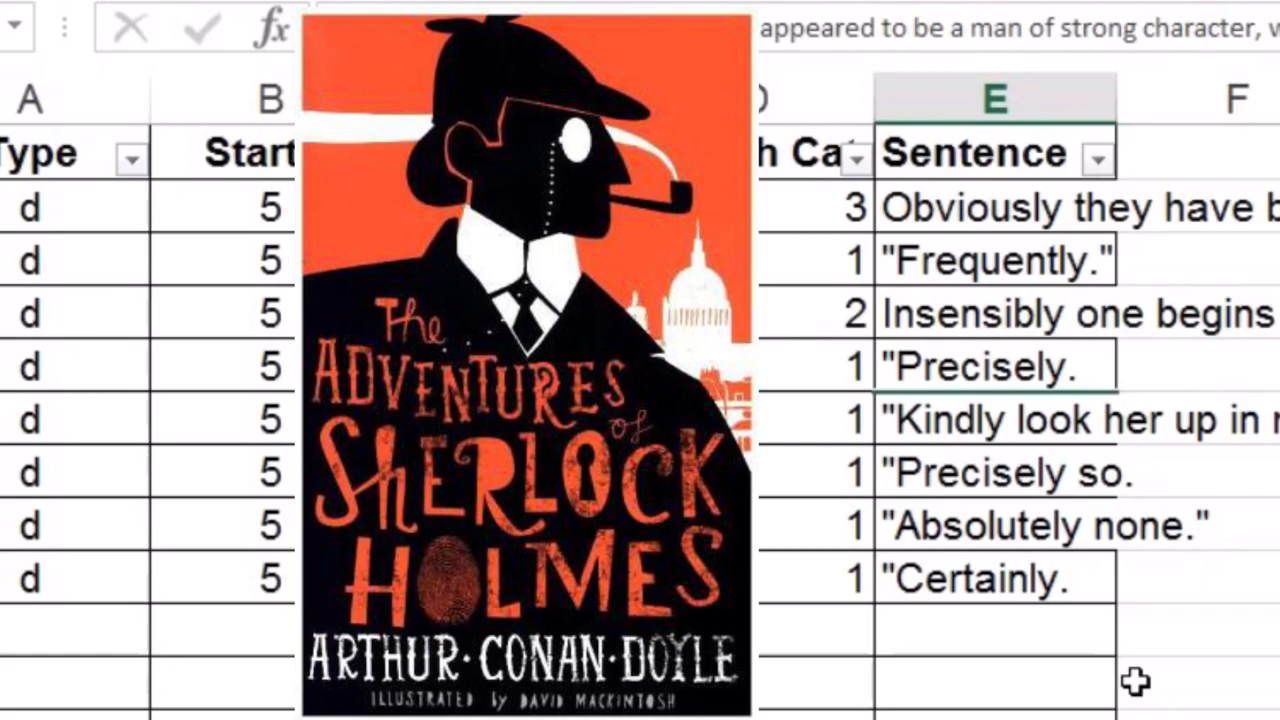 fx
appeared to be a man of strong character, w
A B D E F
Type Start h Ca Sentence
d 5 3 Obviously they have b
d 5 1 "Frequently."
d 5 2 Insensibly one begins
d 5 1 "Precisely.
d 5 1 "Kindly look her up in
d 5 1 "Precisely so.
d 5 1 "Absolutely none."
d 5 1 "Certainly.
The
ADVENTURES
of
SHERLOCK
HOLMES
ARTHUR·CONAN·DOYLE
ILLUSTRATED by DAVID MACKINTOSH